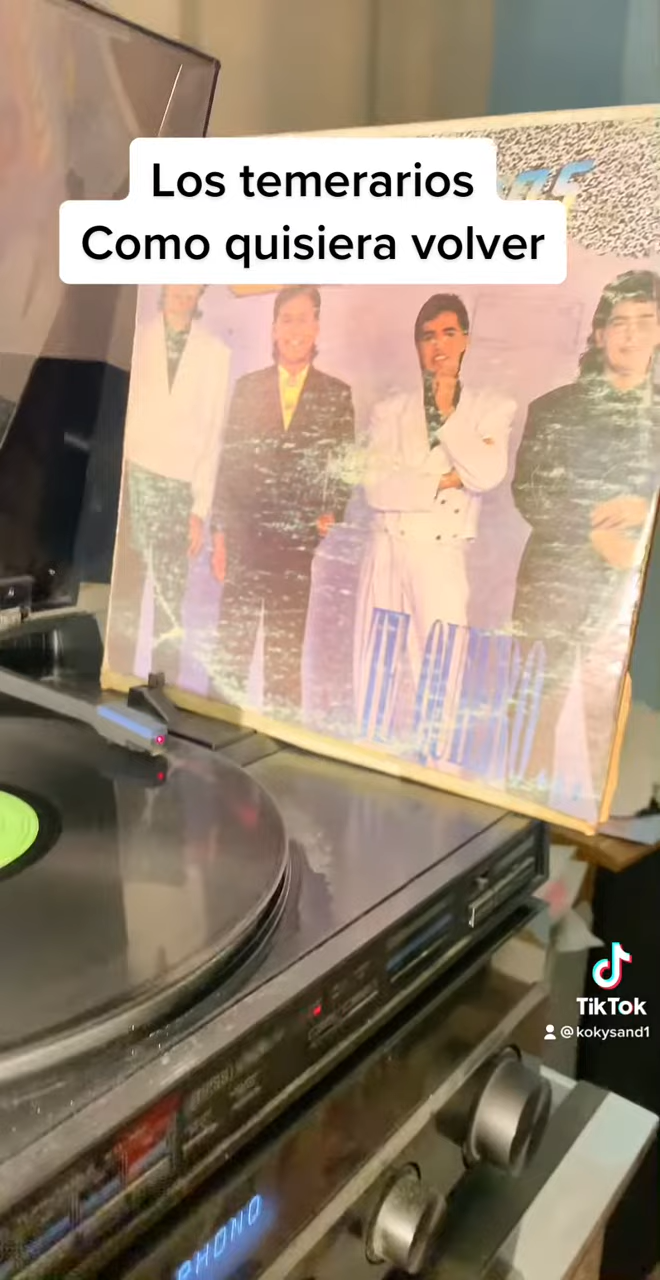 Los temerarios
Como quisiera volver
TE QUIERO
TikTok
@kokysand1
PHONO